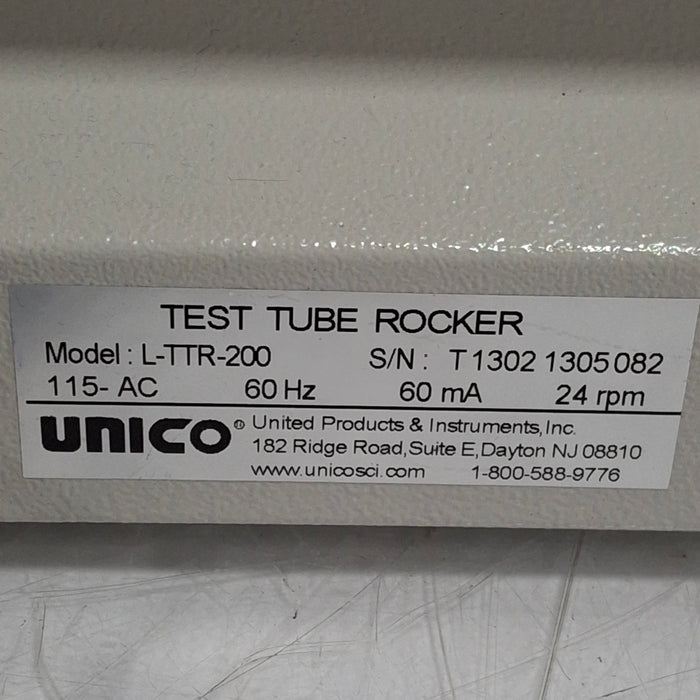 TEST TUBE ROCKER
Model : L-TTR-200 S/N : T 1302 1305 082
115- AC 60 Hz 60 mA 24 rpm
UNICO® United Products & Instruments, Inc.
182 Ridge Road, Suite E, Dayton NJ 08810
www.unicosci.com 1-800-588-9776